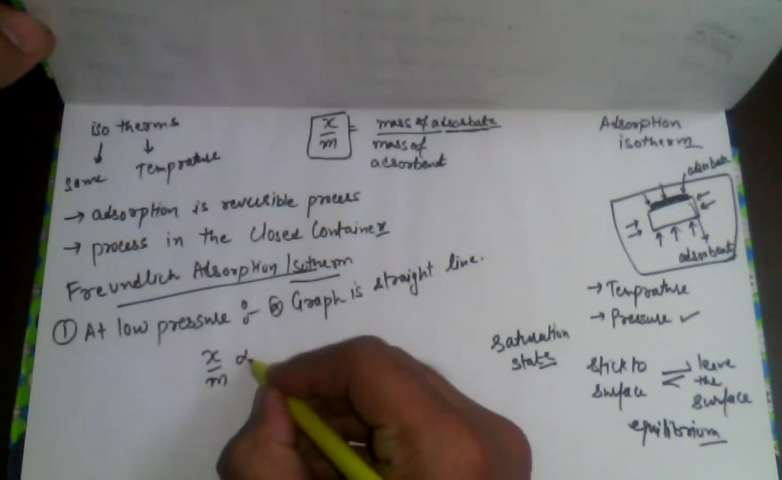 iso therms
↓ ↓
same Temprature
x/m = mass of adsorbate
mass of
adsorbent
→ adsorption is reversible process
→ process in the Closed Container
Freundlich Adsorption Isotherm
① At low pressure :- ⊗ Graph is straight line.
x/m α
Adsorption
isotherm
adsorbate
adsorbent
→ Temprature
→ Pressure ✓
Saturation
state
stick to ⇌ leave
surface the
surface
equilibrium